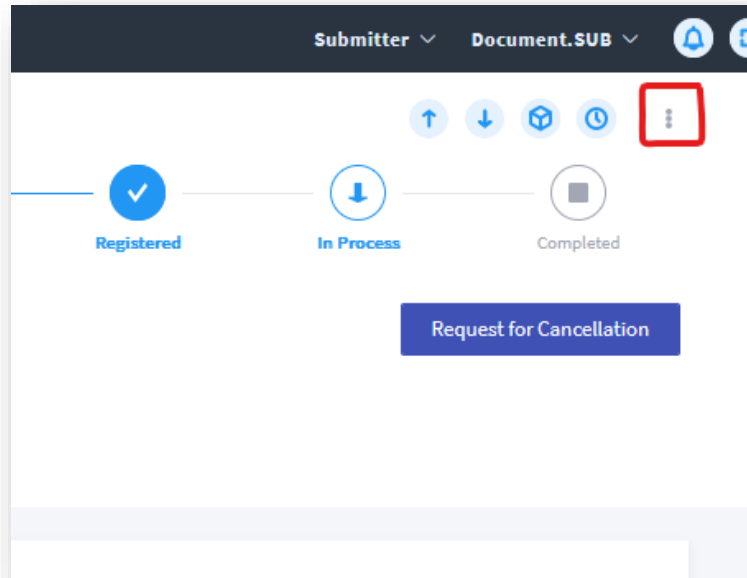 Submitter Document.SUB
Registered In Process Completed
Request for Cancellation